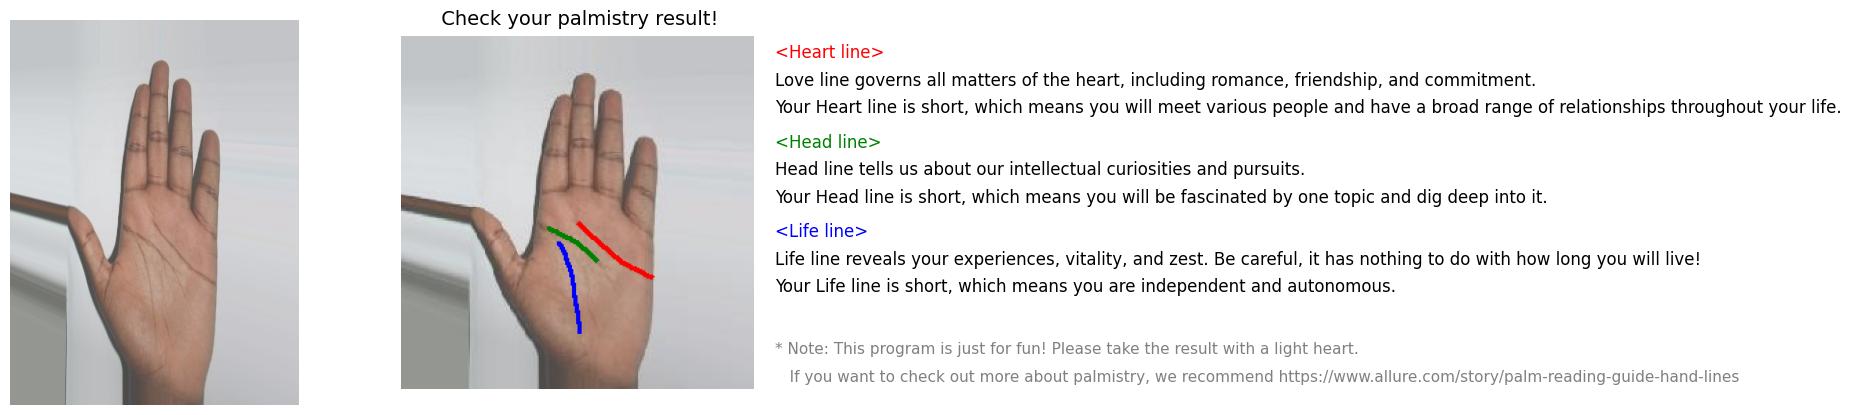 Check your palmistry result!
<Heart line>
Love line governs all matters of the heart, including romance, friendship, and commitment.
Your Heart line is short, which means you will meet various people and have a broad range of relationships throughout your life.
<Head line>
Head line tells us about our intellectual curiosities and pursuits.
Your Head line is short, which means you will be fascinated by one topic and dig deep into it.
<Life line>
Life line reveals your experiences, vitality, and zest. Be careful, it has nothing to do with how long you will live!
Your Life line is short, which means you are independent and autonomous.
* Note: This program is just for fun! Please take the result with a light heart.
If you want to check out more about palmistry, we recommend https://www.allure.com/story/palm-reading-guide-hand-lines